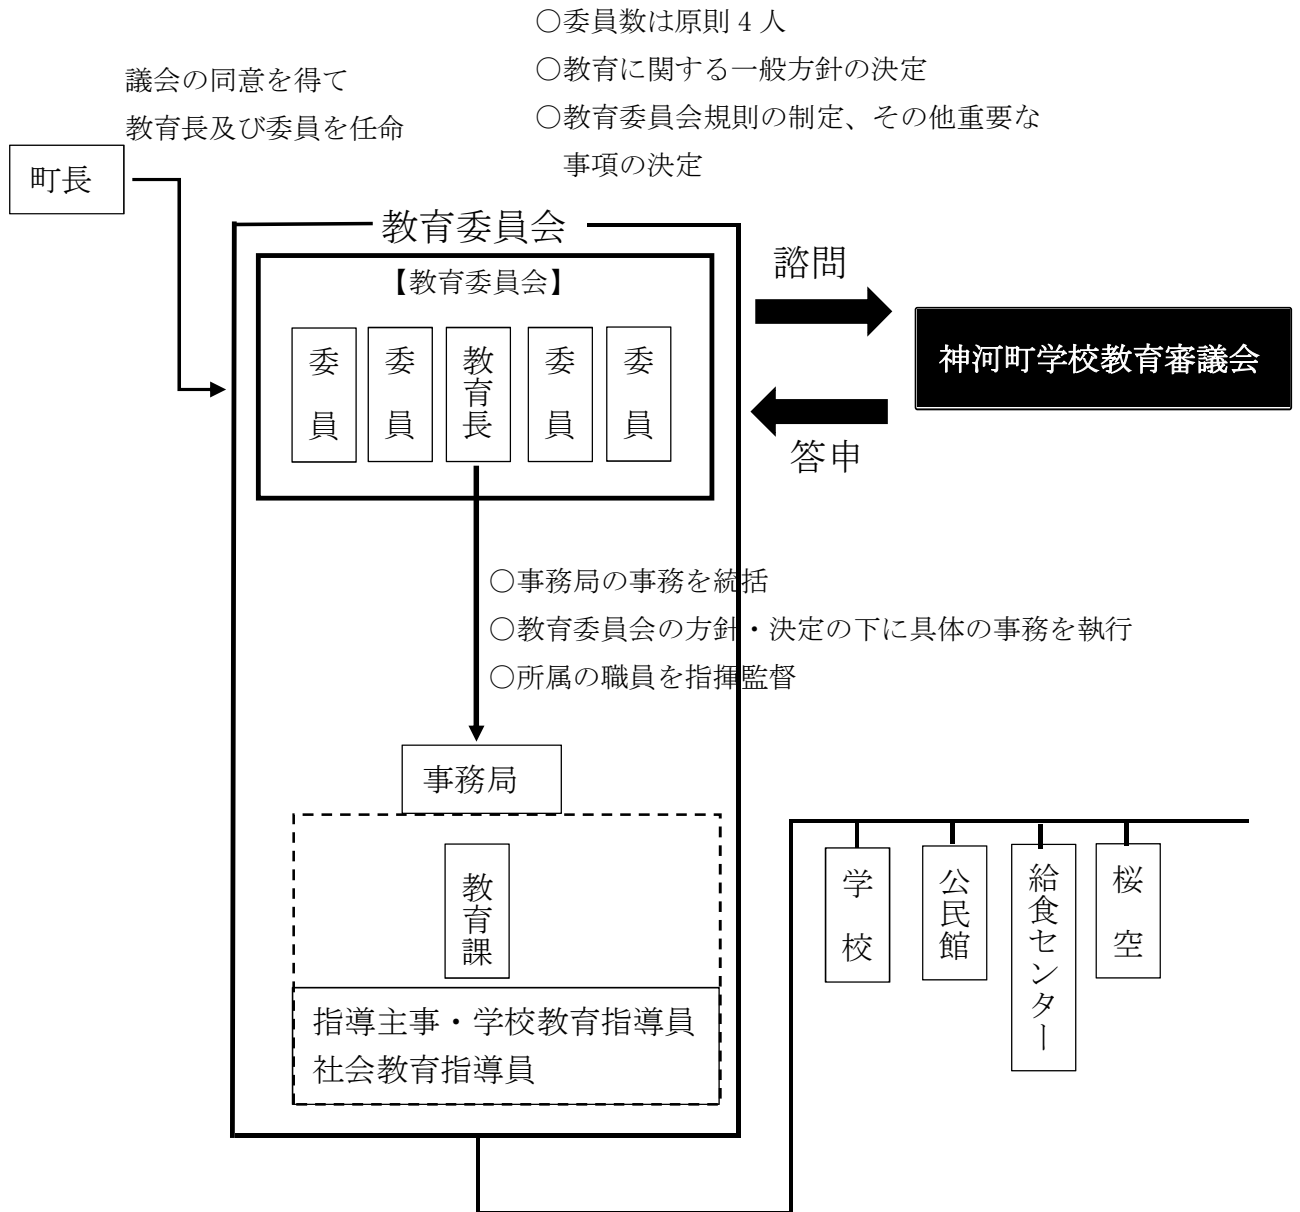 ○委員数は原則4人
○教育に関する一般方針の決定
○教育委員会規則の制定、その他重要な
事項の決定
議会の同意を得て
教育長及び委員を任命
町長
教育委員会
【教育委員会】
委員
委員
教育長
委員
委員
諮問
神河町学校教育審議会
答申
○事務局の事務を統括
○教育委員会の方針・決定の下に具体の事務を執行
○所属の職員を指揮監督
事務局
教育課
指導主事・学校教育指導員
社会教育指導員
学校
公民館
給食センター
桜空